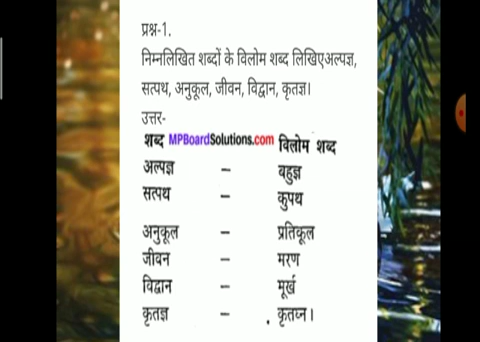 प्रश्न-1.
निम्नलिखित शब्दों के विलोम शब्द लिखिएअल्पज्ञ,
सत्पथ, अनुकूल, जीवन, विद्वान, कृतज्ञ।
उत्तर-
शब्द MPBoardSolutions.com विलोम शब्द
अल्पज्ञ – बहुज्ञ
सत्पथ – कुपथ
अनुकूल – प्रतिकूल
जीवन – मरण
विद्वान – मूर्ख
कृतज्ञ – कृतघ्न।